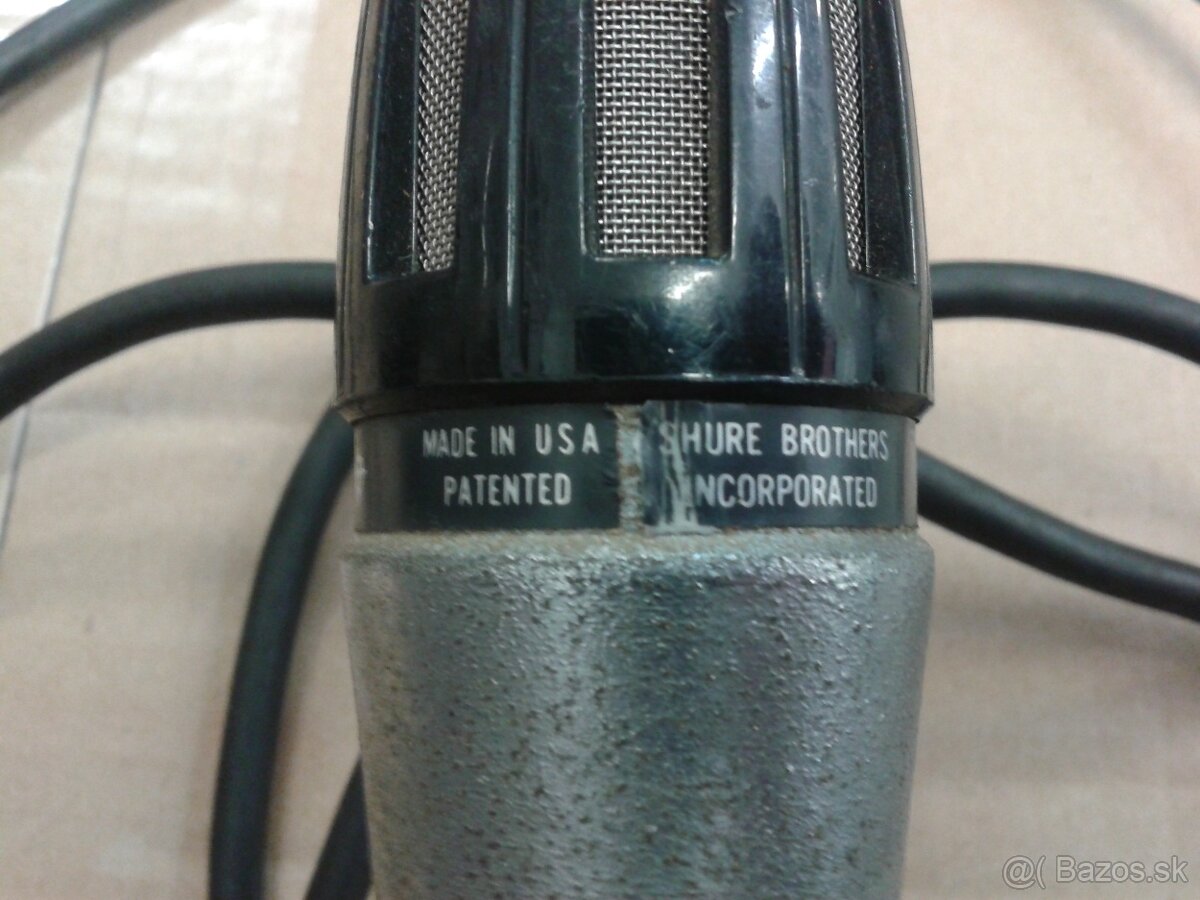 MADE IN USA
PATENTED
SHURE BROTHERS
INCORPORATED
@( Bazos.sk